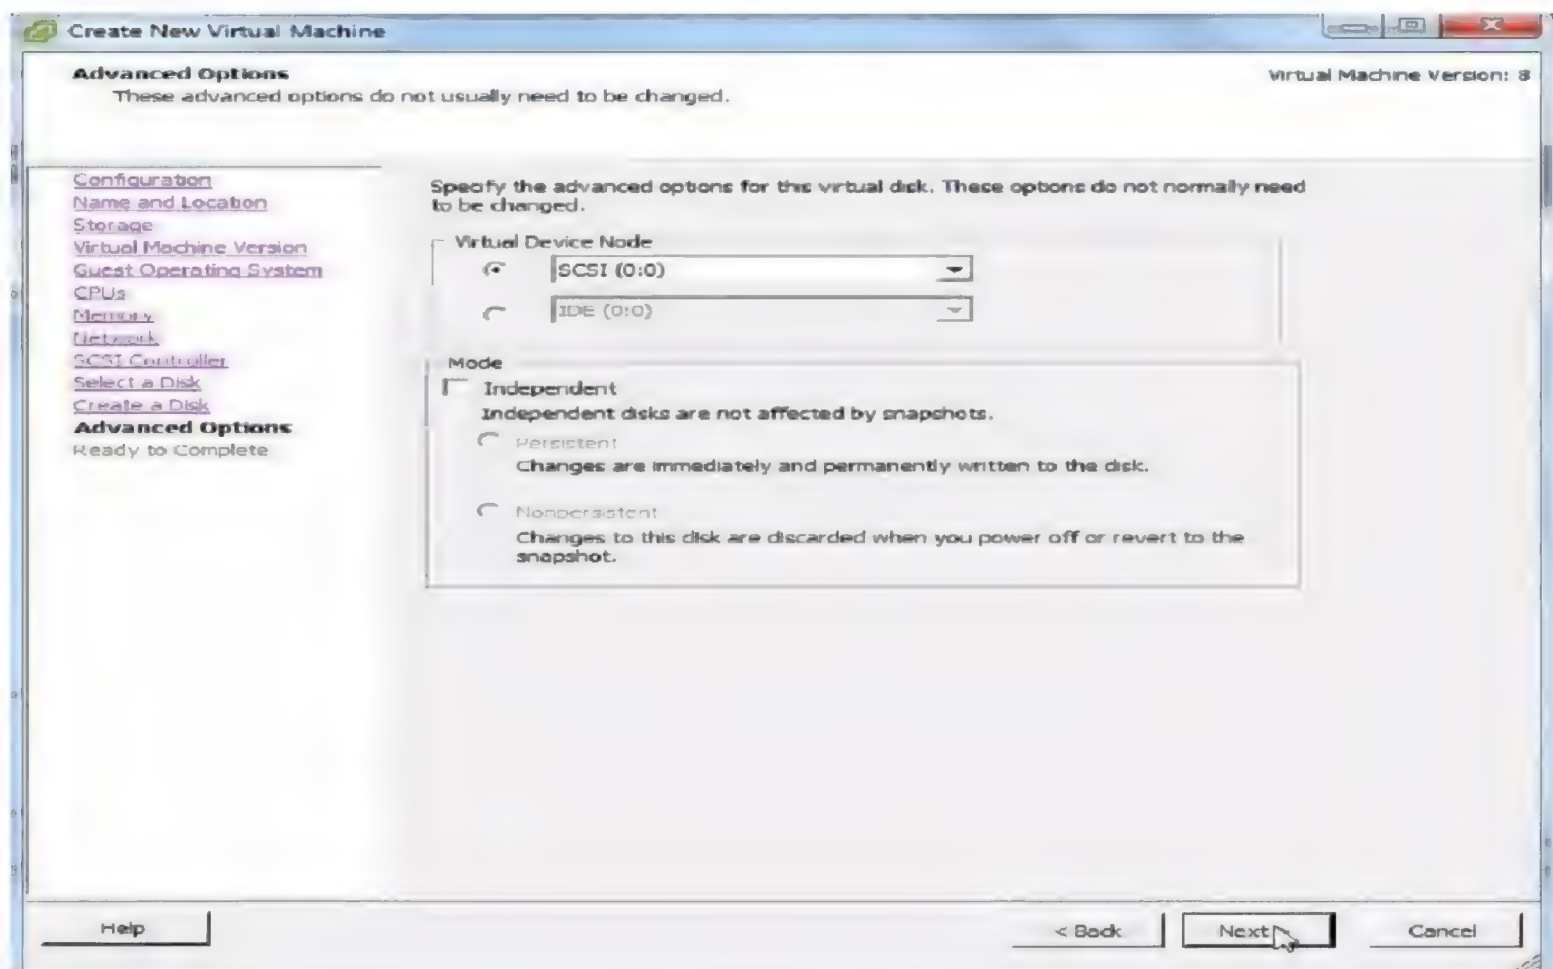 Create New Virtual Machine
Advanced Options
These advanced options do not usually need to be changed.
Virtual Machine Version: 8
Configuration
Name and Location
Storage
Virtual Machine Version
Guest Operating System
CPUs
Memory
Network
SCSI Controller
Select a Disk
Create a Disk
Advanced Options
Ready to Complete
Specify the advanced options for this virtual disk. These options do not normally need
to be changed.
Virtual Device Node
SCSI (0:0)
IDE (0:0)
Mode
Independent
Independent disks are not affected by snapshots.
Persistent
Changes are immediately and permanently written to the disk.
Nonpersistent
Changes to this disk are discarded when you power off or revert to the
snapshot.
Help
< Back
Next >
Cancel